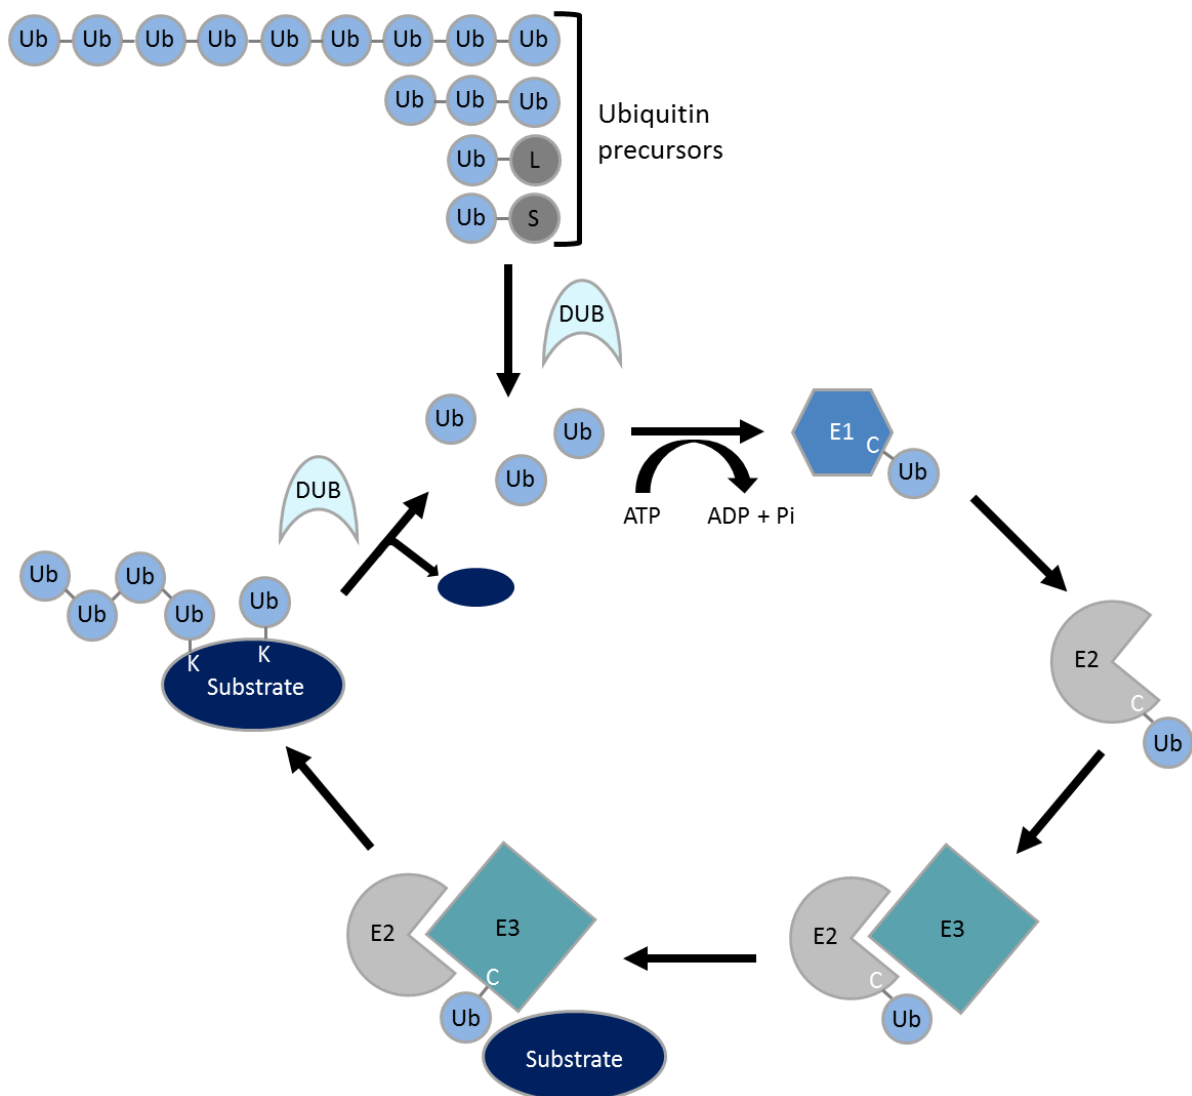 Ub Ub Ub Ub Ub Ub Ub Ub Ub
Ub Ub Ub
Ubiquitin
precursors
Ub L
Ub S
DUB
Ub Ub Ub
E1 C Ub
ATP ADP + Pi
DUB
Ub Ub Ub Ub Ub
K K
Substrate
E2
C
Ub
E2 E3
C
Ub
E2 E3
C
Ub
Substrate